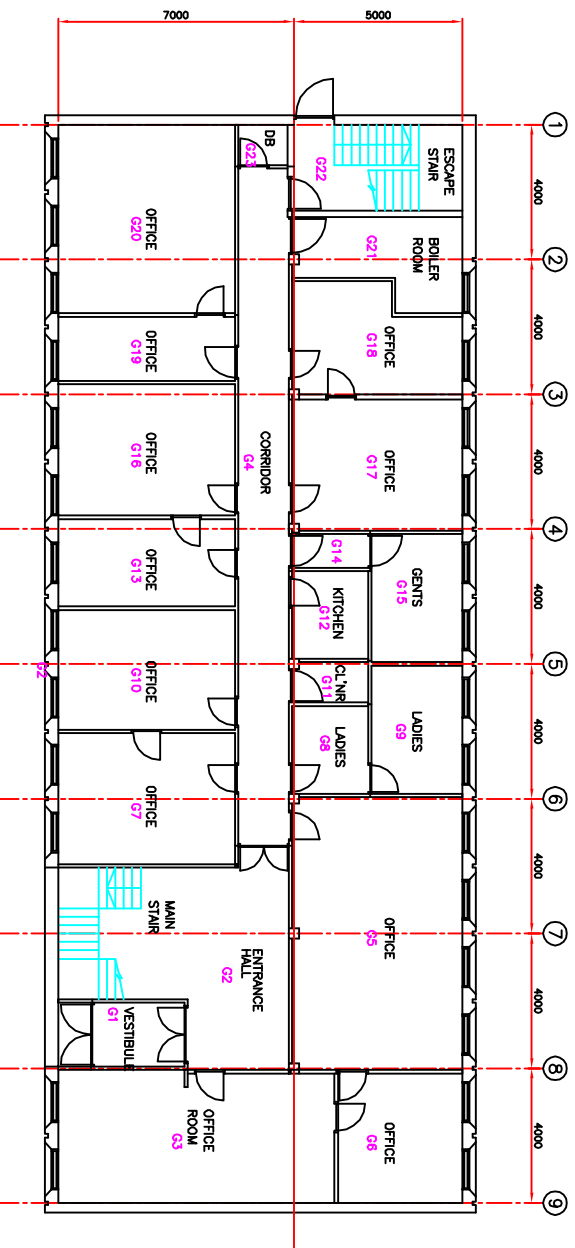 7000
5000
1
2
3
4
5
6
7
8
9
4000
4000
4000
4000
4000
4000
4000
4000
ESCAPE
STAIR
G22
DB
G23
BOILER
ROOM
G21
OFFICE
G20
OFFICE
G19
OFFICE
G18
OFFICE
G17
OFFICE
G16
CORRIDOR
G4
G14
GENTS
G15
KITCHEN
G12
OFFICE
G13
CL'NR
G11
LADIES
G9
LADIES
G8
OFFICE
G10
G2
OFFICE
G7
OFFICE
G5
MAIN
STAIR
ENTRANCE
HALL
G2
VESTIBULE
G1
OFFICE
ROOM
G3
OFFICE
G6